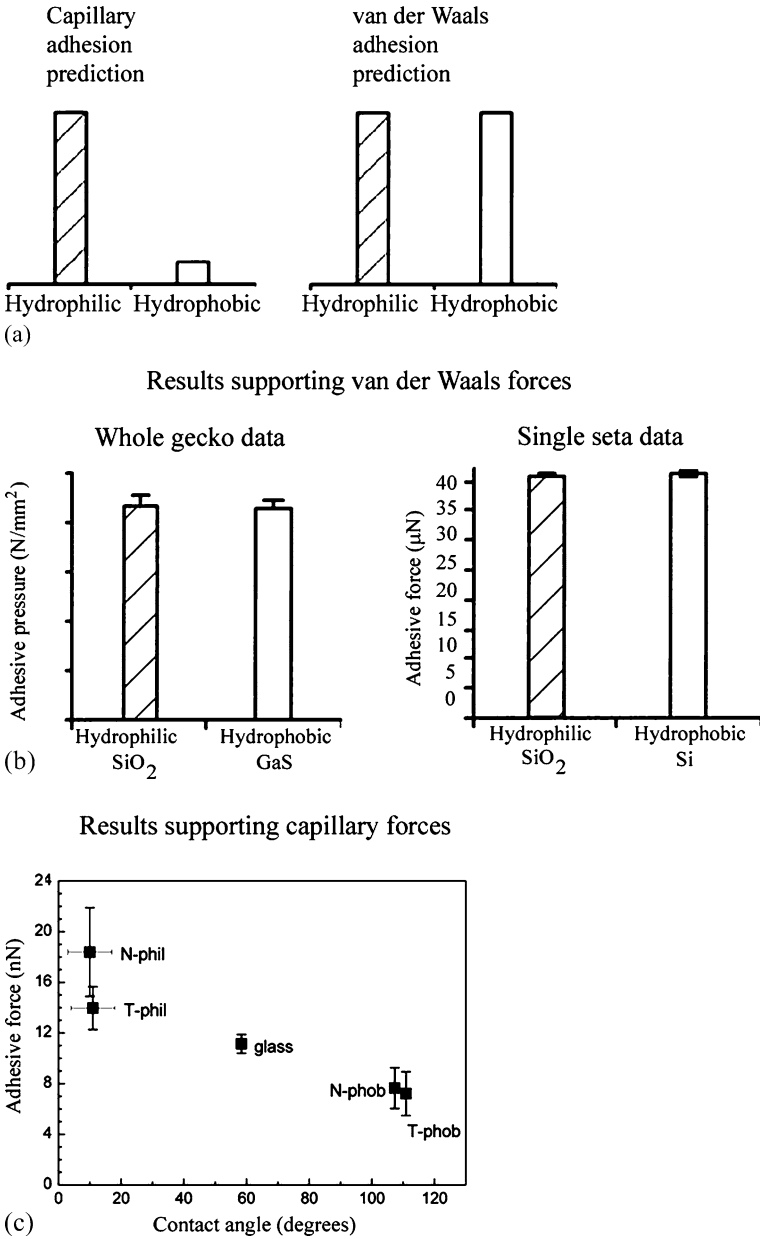 Capillary
adhesion
prediction
van der Waals
adhesion
prediction
Hydrophilic Hydrophobic
Hydrophilic Hydrophobic
(a)
Results supporting van der Waals forces
Whole gecko data
Adhesive pressure (N/mm²)
Hydrophilic
SiO₂
Hydrophobic
GaS
Single seta data
Adhesive force (μN)
40
35
30
25
20
15
10
5
0
Hydrophilic
SiO₂
Hydrophobic
Si
(b)
Results supporting capillary forces
Adhesive force (nN)
24
20
16
12
8
4
0
N-phil
T-phil
glass
N-phob
T-phob
0 20 40 60 80 100 120
Contact angle (degrees)
(c)